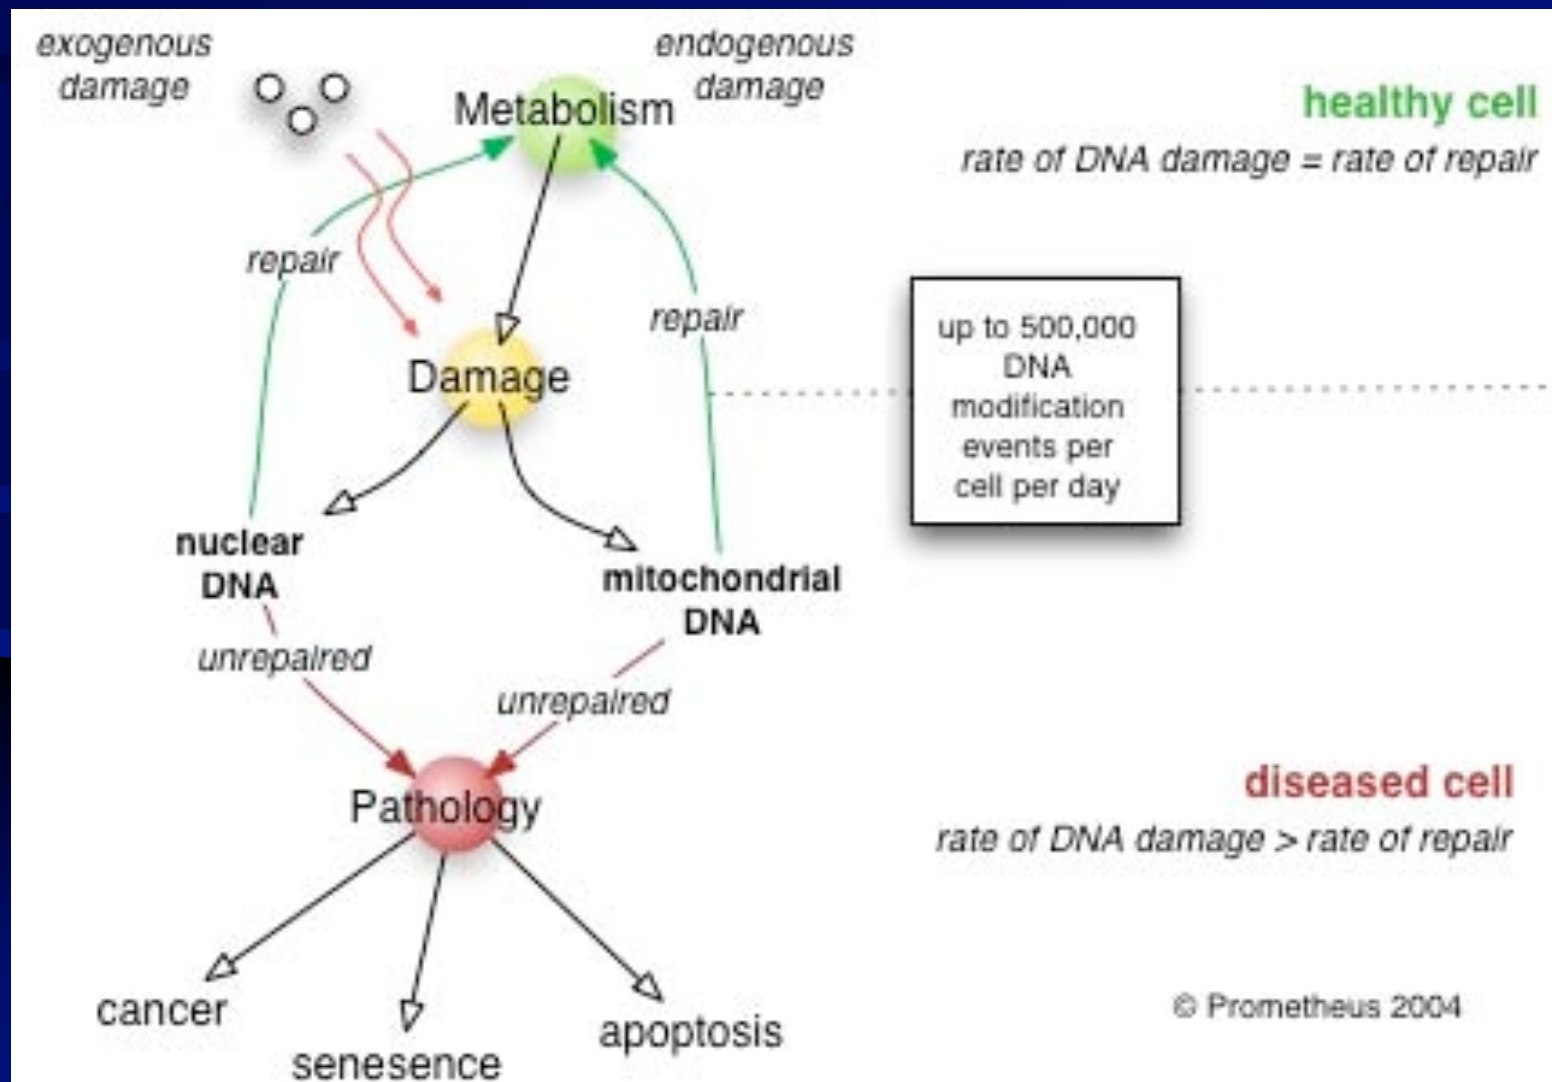 exogenous
damage
endogenous
damage
Metabolism
healthy cell
rate of DNA damage = rate of repair
repair
repair
up to 500,000
DNA
modification
events per
cell per day
Damage
nuclear
DNA
mitochondrial
DNA
unrepaired
unrepaired
Pathology
diseased cell
rate of DNA damage > rate of repair
cancer
senesence
apoptosis
© Prometheus 2004